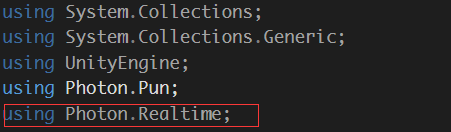 using System.Collections;
using System.Collections.Generic;
using UnityEngine;
using Photon.Pun;
using Photon.Realtime;